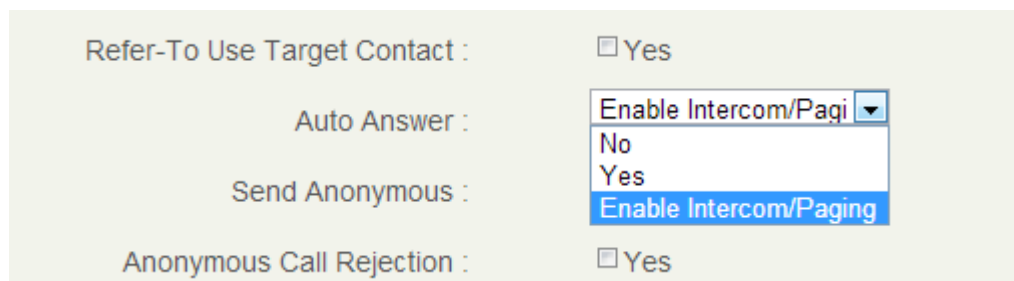 Refer-To Use Target Contact : Yes
Auto Answer : Enable Intercom/Pagi
No
Yes
Send Anonymous :
Enable Intercom/Paging
Anonymous Call Rejection : Yes